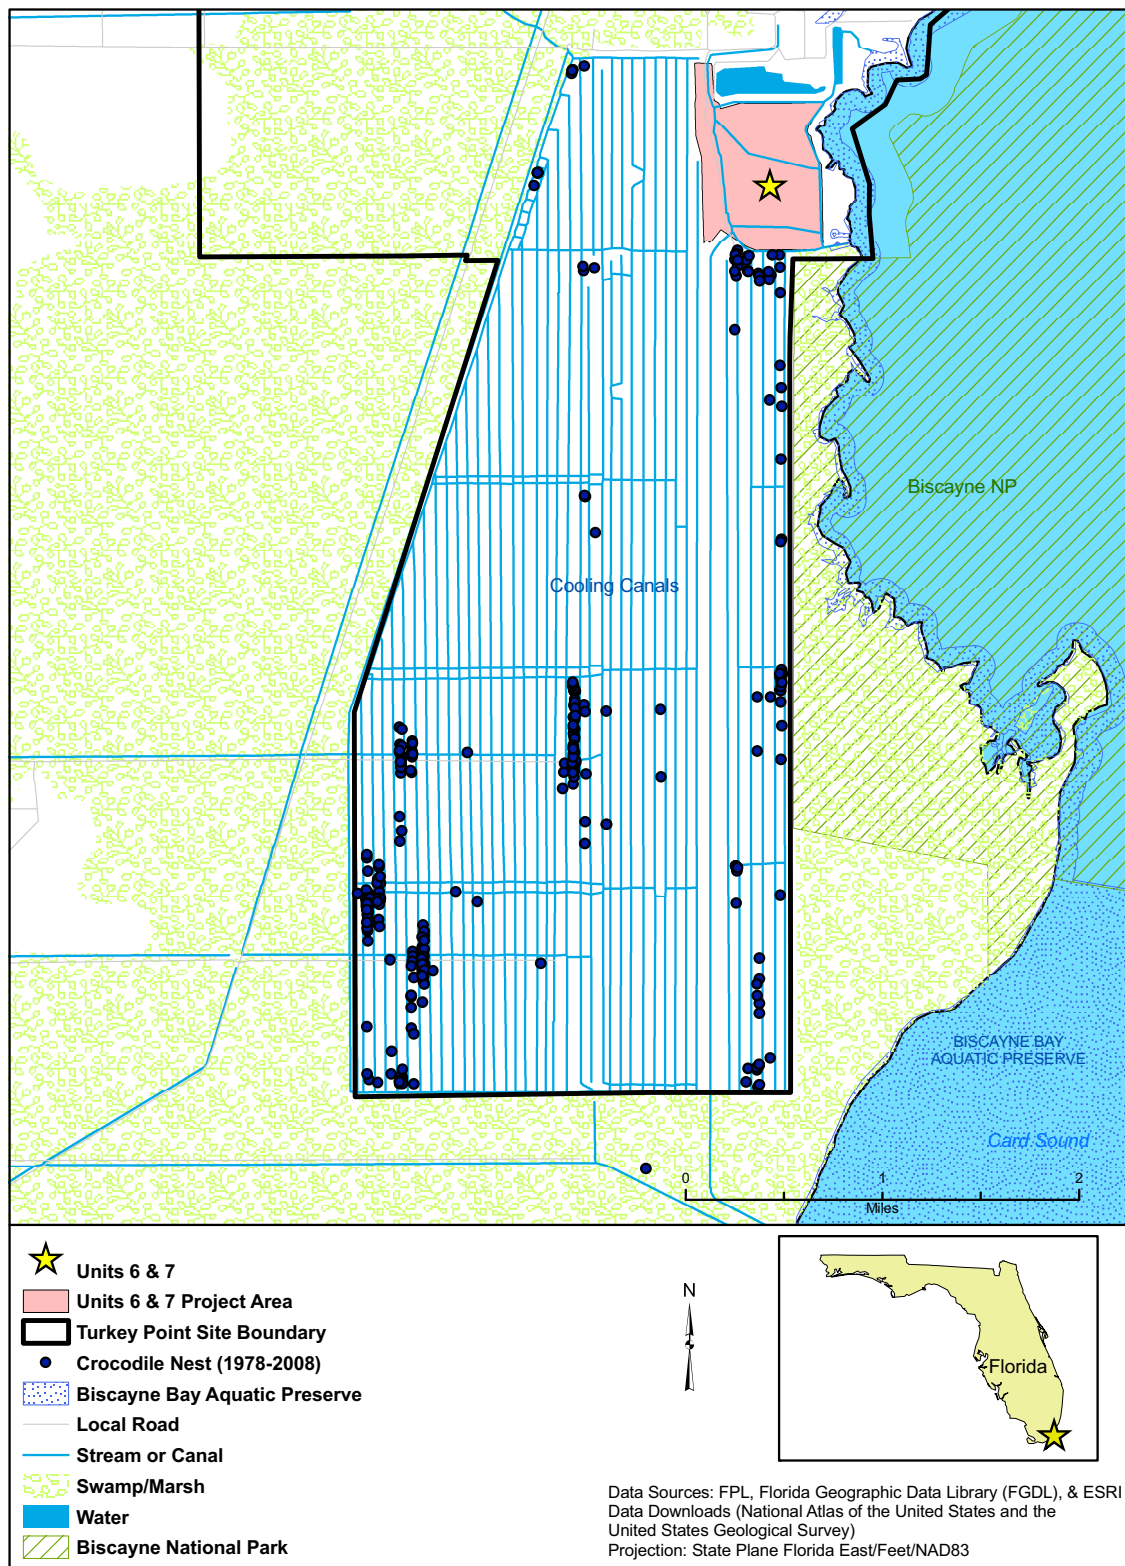 Biscayne NP
Cooling Canals
BISCAYNE BAY
AQUATIC PRESERVE
Card Sound
0 1 2
Miles
Units 6 & 7
Units 6 & 7 Project Area
Turkey Point Site Boundary
Crocodile Nest (1978-2008)
Biscayne Bay Aquatic Preserve
Local Road
Stream or Canal
Swamp/Marsh
Water
Biscayne National Park
N
Florida
Data Sources: FPL, Florida Geographic Data Library (FGDL), & ESRI
Data Downloads (National Atlas of the United States and the
United States Geological Survey)
Projection: State Plane Florida East/Feet/NAD83